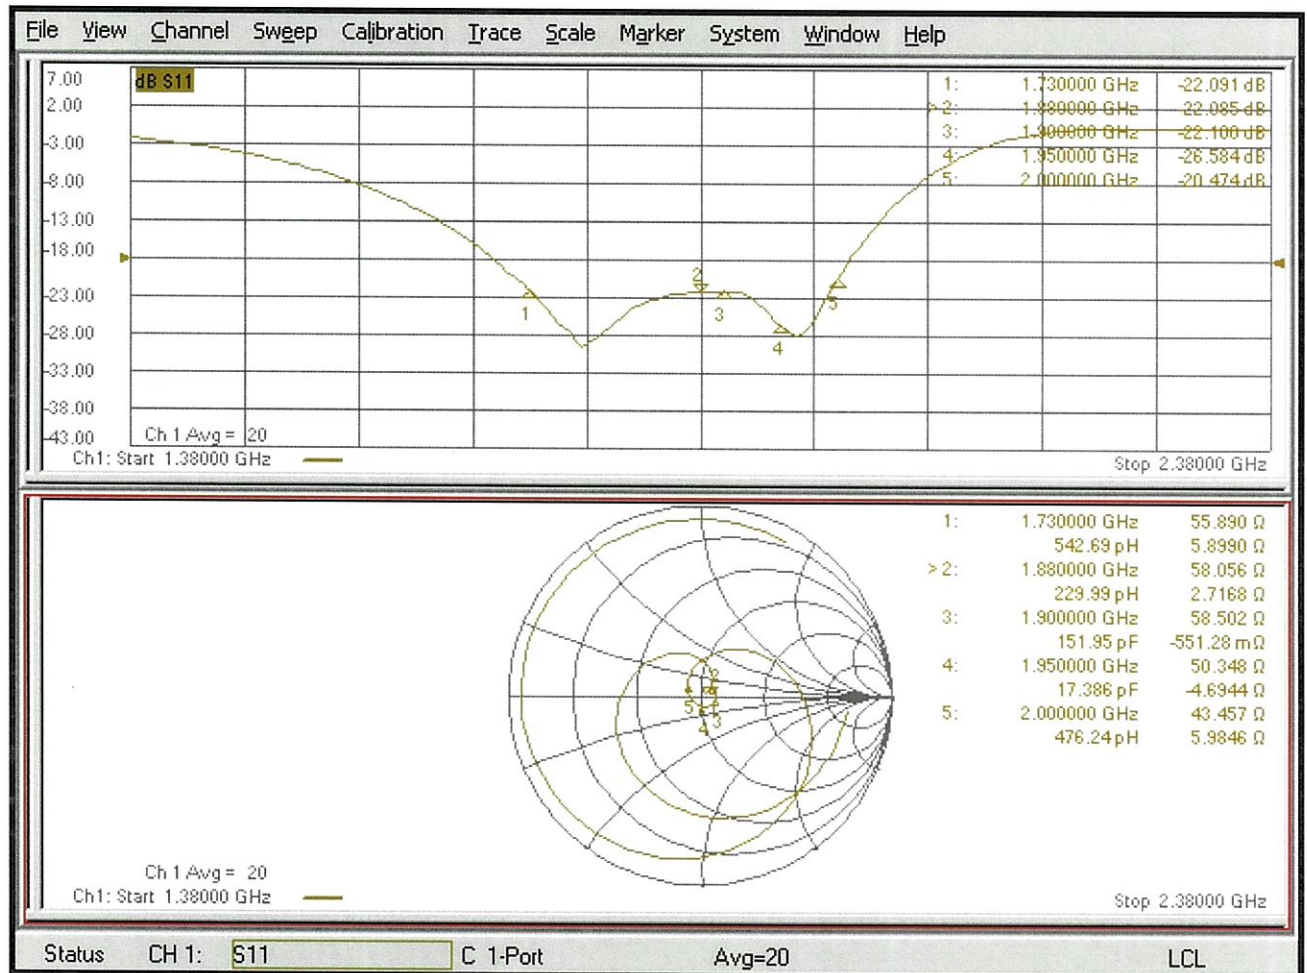 File View Channel Sweep Calibration Trace Scale Marker System Window Help
7.00
dB S11
2.00
-3.00
-8.00
-13.00
-18.00
-23.00
-28.00
-33.00
-38.00
-43.00
1: 1.730000 GHz -22.091 dB
> 2: 1.880000 GHz -22.085 dB
3: 1.900000 GHz -22.100 dB
4: 1.950000 GHz -26.584 dB
5: 2.000000 GHz -20.474 dB
1
2
3
4
5
Ch 1 Avg = 20
Ch1: Start 1.38000 GHz
Stop 2.38000 GHz
1: 1.730000 GHz 55.890 Ω
542.69 pH 5.8990 Ω
> 2: 1.880000 GHz 58.056 Ω
229.99 pH 2.7168 Ω
3: 1.900000 GHz 58.502 Ω
151.95 pF -551.28 mΩ
4: 1.950000 GHz 50.348 Ω
17.386 pF -4.6944 Ω
5: 2.000000 GHz 43.457 Ω
476.24 pH 5.9846 Ω
2
5
1
3
4
Ch 1 Avg = 20
Ch1: Start 1.38000 GHz
Stop 2.38000 GHz
Status CH 1: S11 C 1-Port Avg=20 LCL